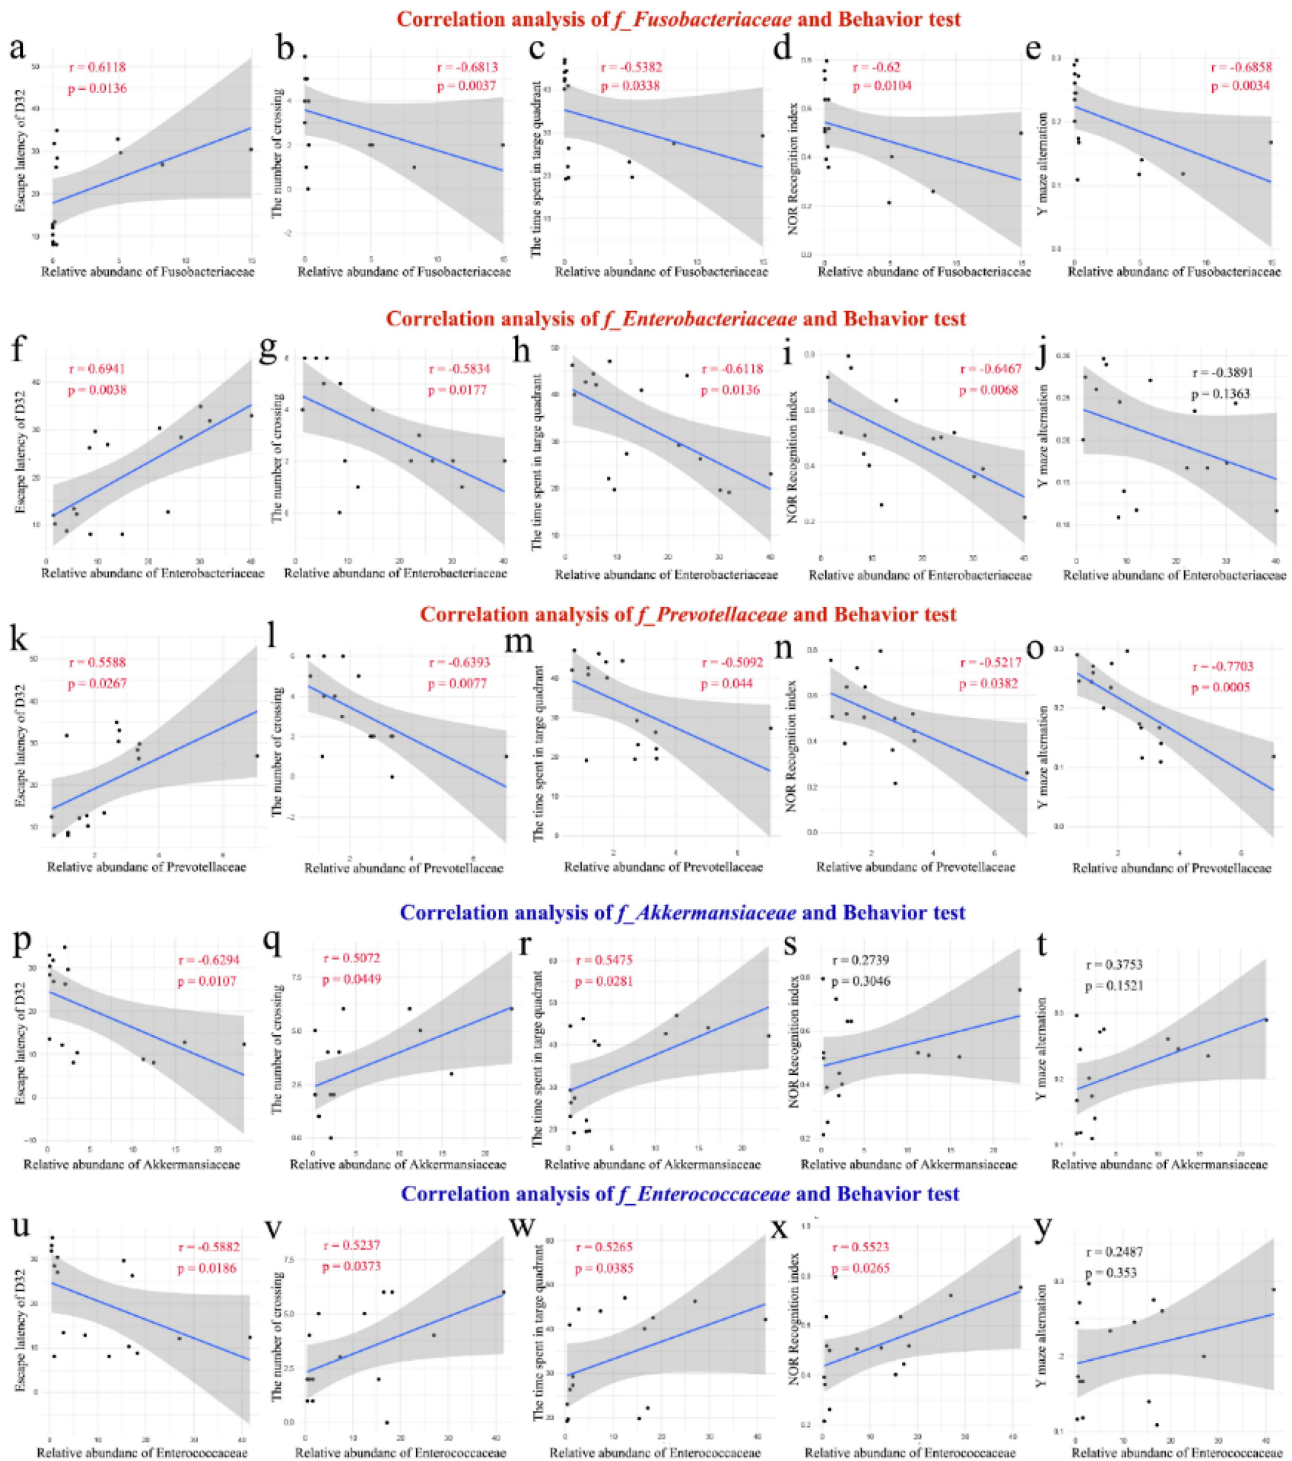 Correlation analysis of f_Fusobacteriaceae and Behavior test
a
r = 0.6118
p = 0.0136
Escape latency of D32
Relative abundanc of Fusobacteriaceae
b
r = -0.6813
p = 0.0037
The number of crossing
Relative abundanc of Fusobacteriaceae
c
r = -0.5382
p = 0.0338
The time spent in targe quadrant
Relative abundanc of Fusobacteriaceae
d
r = -0.62
p = 0.0104
NOR Recognition index
Relative abundanc of Fusobacteriaceae
e
r = -0.6858
p = 0.0034
Y maze alternation
Relative abundanc of Fusobacteriaceae
Correlation analysis of f_Enterobacteriaceae and Behavior test
f
r = 0.6941
p = 0.0038
Escape latency of D32
Relative abundanc of Enterobacteriaceae
g
r = -0.5834
p = 0.0177
The number of crossing
Relative abundanc of Enterobacteriaceae
h
r = -0.6118
p = 0.0136
The time spent in targe quadrant
Relative abundanc of Enterobacteriaceae
i
r = -0.6467
p = 0.0068
NOR Recognition index
Relative abundanc of Enterobacteriaceae
j
r = -0.3891
p = 0.1363
Y maze alternation
Relative abundanc of Enterobacteriaceae
Correlation analysis of f_Prevotellaceae and Behavior test
k
r = 0.5588
p = 0.0267
Escape latency of D32
Relative abundanc of Prevotellaceae
l
r = -0.6393
p = 0.0077
The number of crossing
Relative abundanc of Prevotellaceae
m
r = -0.5092
p = 0.044
The time spent in targe quadrant
Relative abundanc of Prevotellaceae
n
r = -0.5217
p = 0.0382
NOR Recognition index
Relative abundanc of Prevotellaceae
o
r = -0.7703
p = 0.0005
Y maze alternation
Relative abundanc of Prevotellaceae
Correlation analysis of f_Akkermansiaceae and Behavior test
p
r = -0.6294
p = 0.0107
Escape latency of D32
Relative abundanc of Akkermansiaceae
q
r = 0.5072
p = 0.0449
The number of crossing
Relative abundanc of Akkermansiaceae
r
r = 0.5475
p = 0.0281
The time spent in targe quadrant
Relative abundanc of Akkermansiaceae
s
r = 0.2739
p = 0.3046
NOR Recognition index
Relative abundanc of Akkermansiaceae
t
r = 0.3753
p = 0.1521
Y maze alternation
Relative abundanc of Akkermansiaceae
Correlation analysis of f_Enterococcaceae and Behavior test
u
r = -0.5882
p = 0.0186
Escape latency of D32
Relative abundanc of Enterococcaceae
v
r = 0.5237
p = 0.0373
The number of crossing
Relative abundanc of Enterococcaceae
w
r = 0.5265
p = 0.0385
The time spent in targe quadrant
Relative abundanc of Enterococcaceae
x
r = 0.5523
p = 0.0265
NOR Recognition index
Relative abundanc of Enterococcaceae
y
r = 0.2487
p = 0.353
Y maze alternation
Relative abundanc of Enterococcaceae